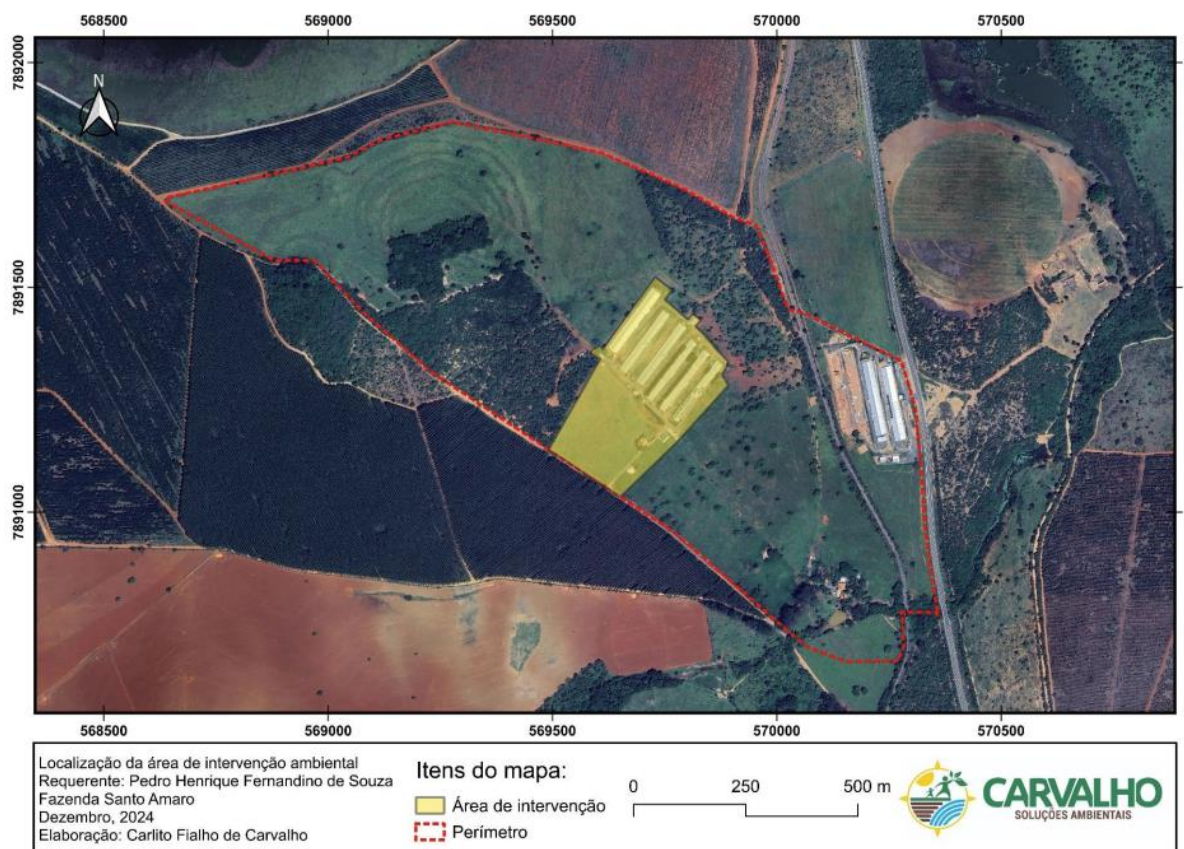 568500 569000 569500 570000 570500
7892000
7891500
7891000
N
568500 569000 569500 570000 570500
Localização da área de intervenção ambiental
Requerente: Pedro Henrique Fernandino de Souza
Fazenda Santo Amaro
Dezembro, 2024
Elaboração: Carlito Fialho de Carvalho
Itens do mapa:
Área de intervenção
Perímetro
0 250 500 m
CARVALHO
SOLUÇÕES AMBIENTAIS